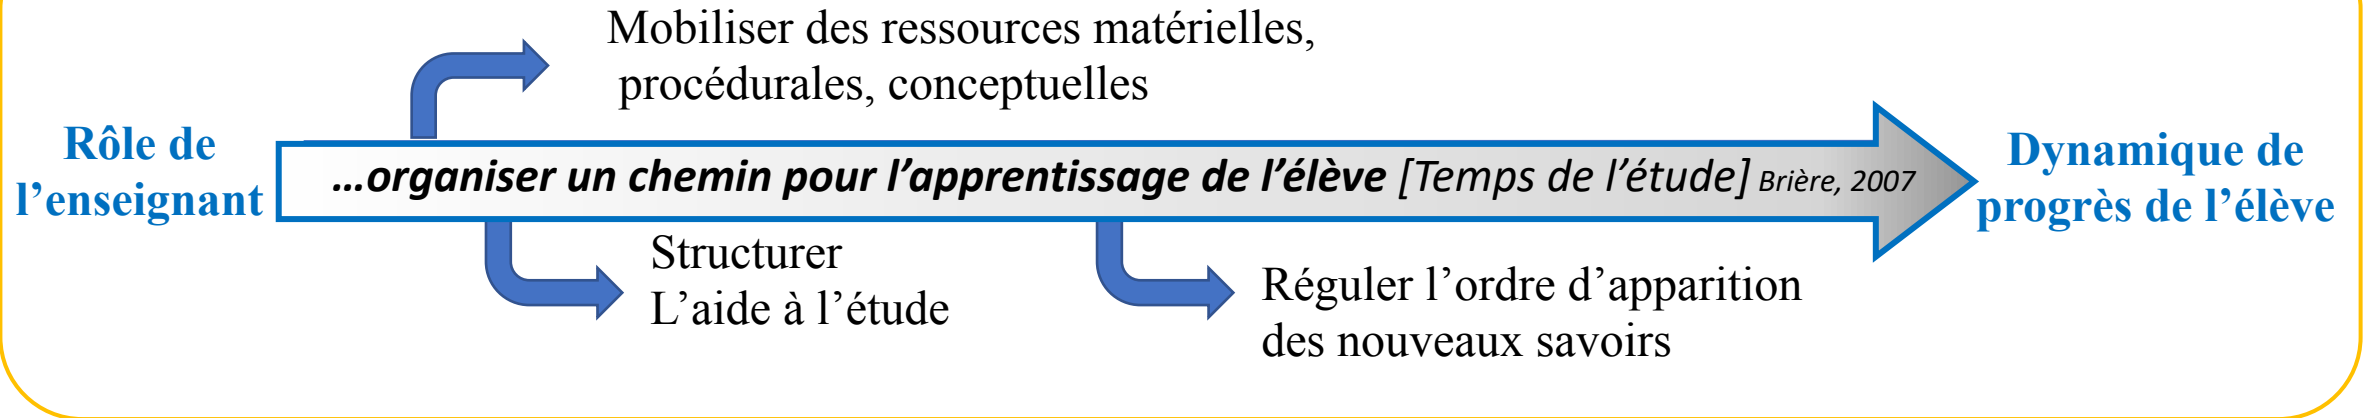 Mobiliser des ressources matérielles,
procédurales, conceptuelles
Rôle de
l’enseignant
...organiser un chemin pour l’apprentissage de l’élève [Temps de l’étude] Brière, 2007
Dynamique de
progrès de l’élève
Structurer
L’aide à l’étude
Réguler l’ordre d’apparition
des nouveaux savoirs